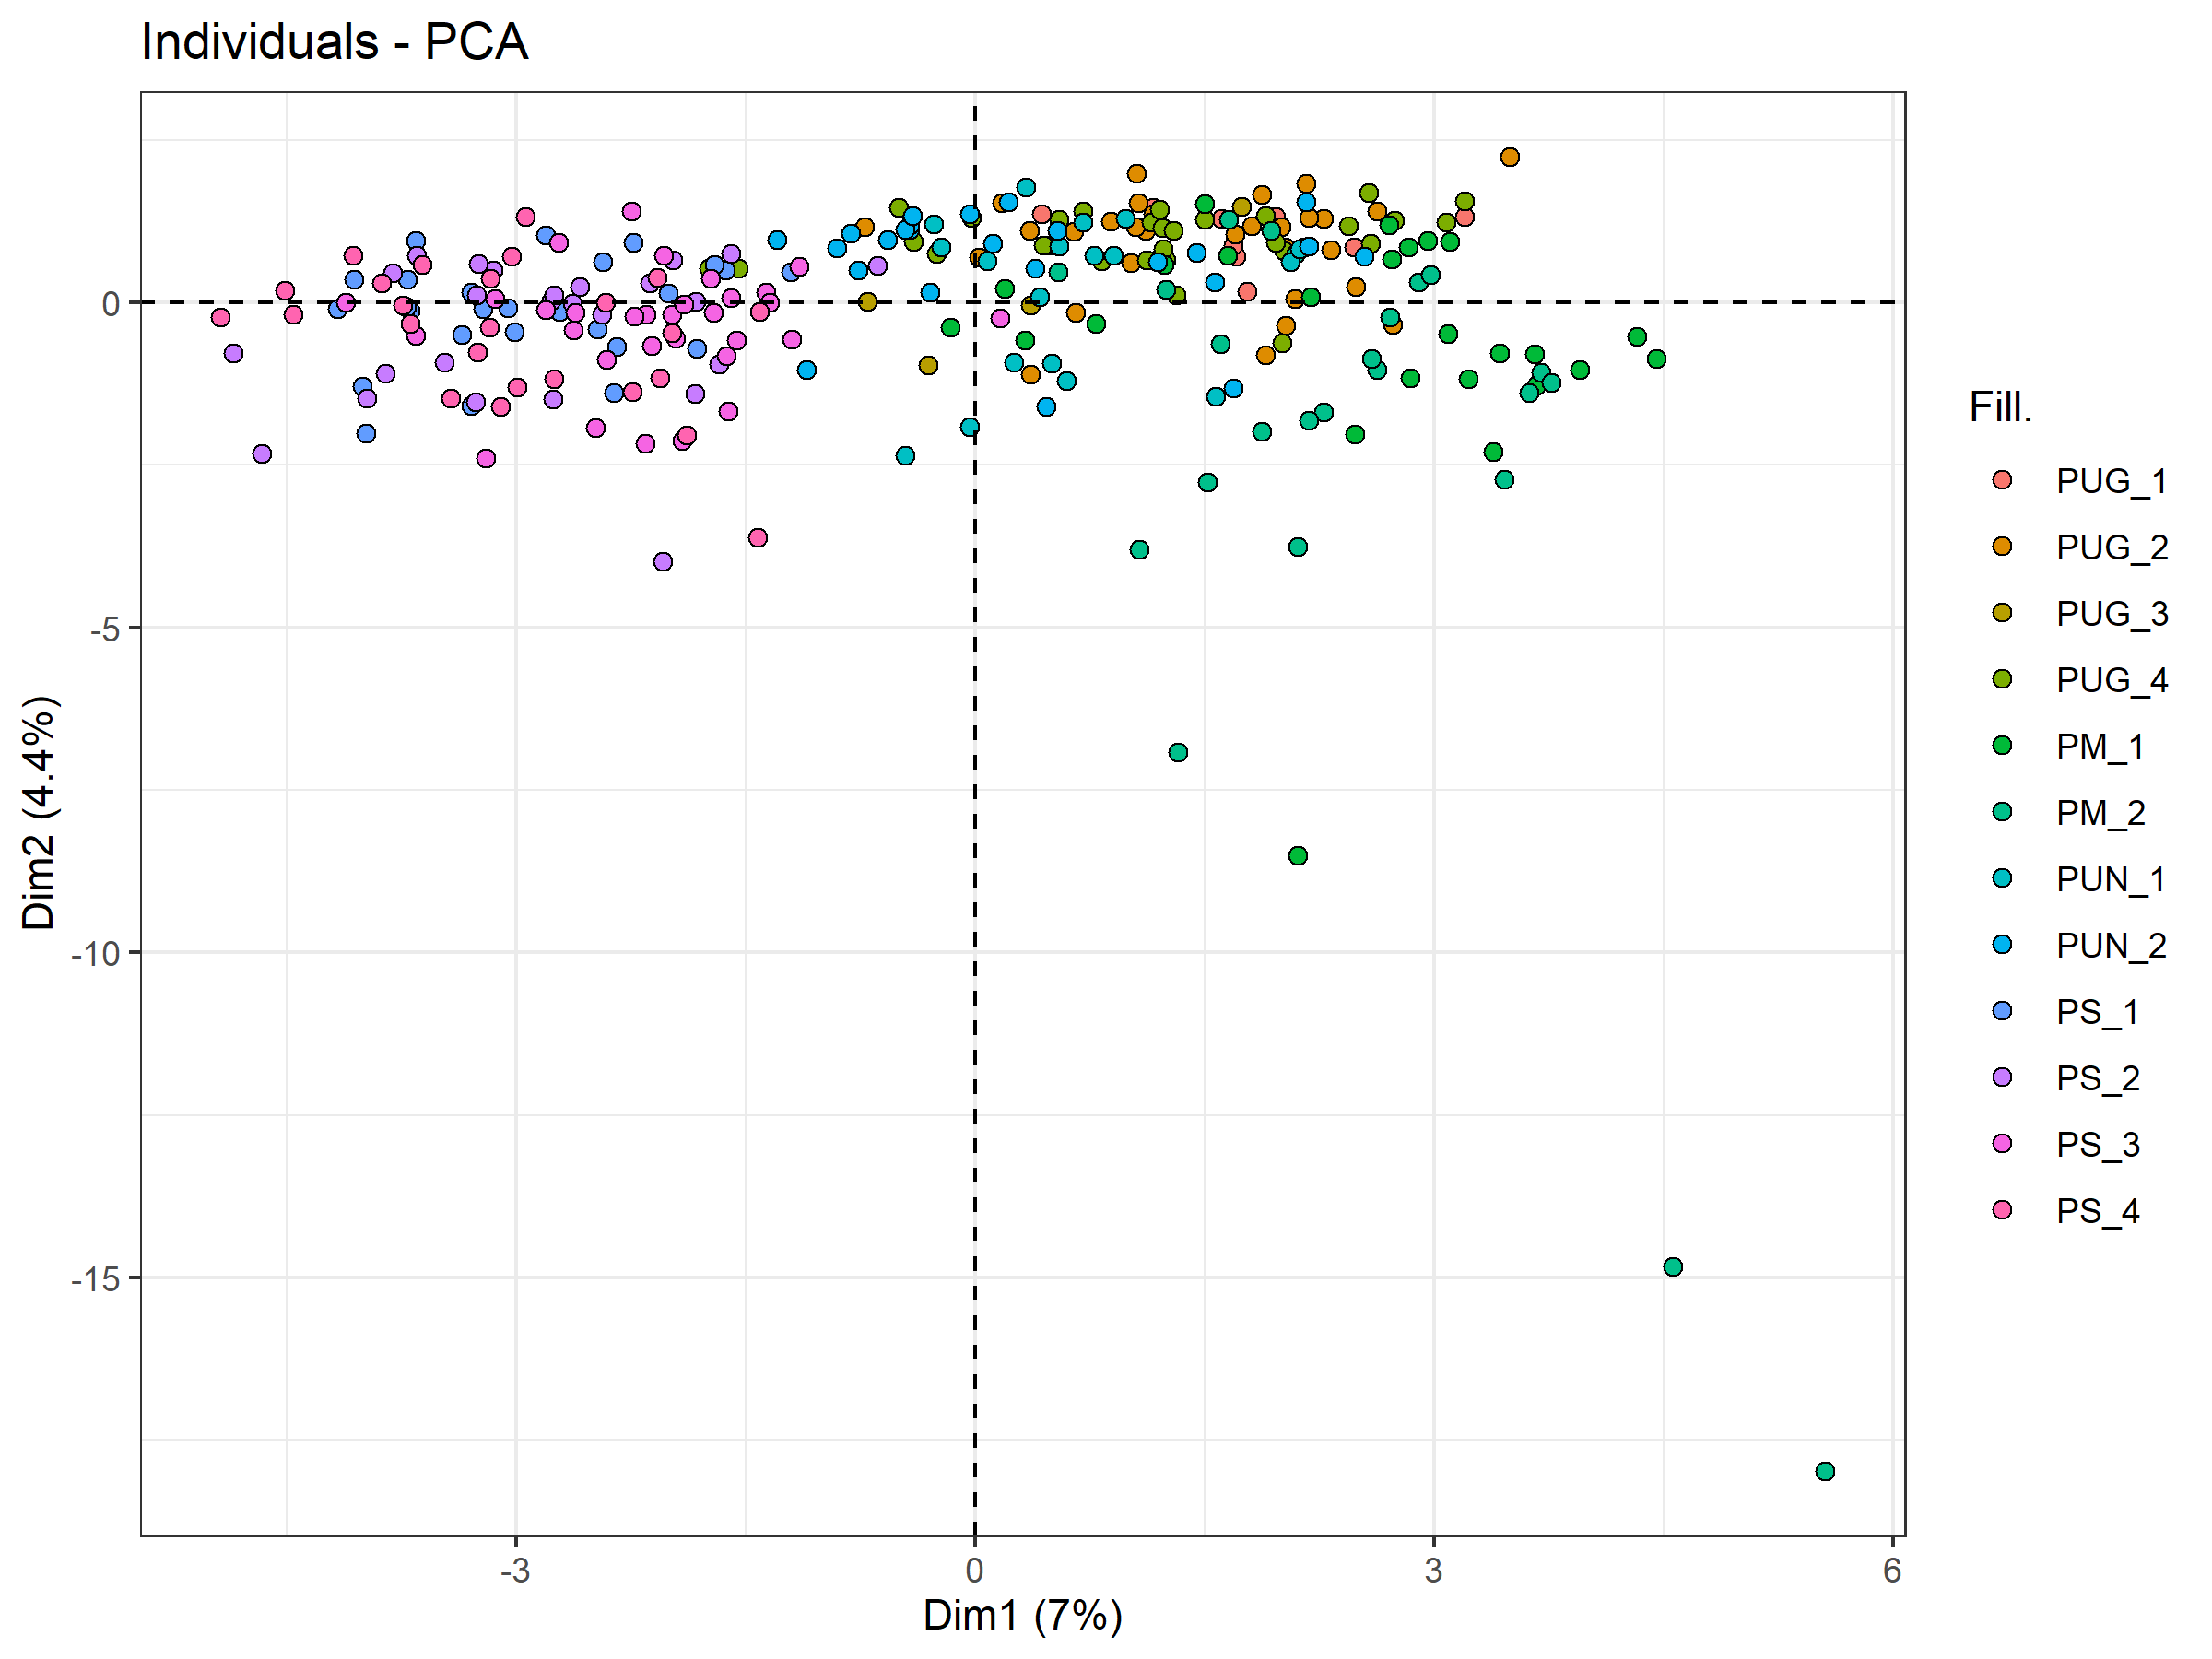 Individuals - PCA
0
-5
-10
-15
Dim2 (4.4%)
-3
0
3
6
Dim1 (7%)
Fill.
PUG_1
PUG_2
PUG_3
PUG_4
PM_1
PM_2
PUN_1
PUN_2
PS_1
PS_2
PS_3
PS_4